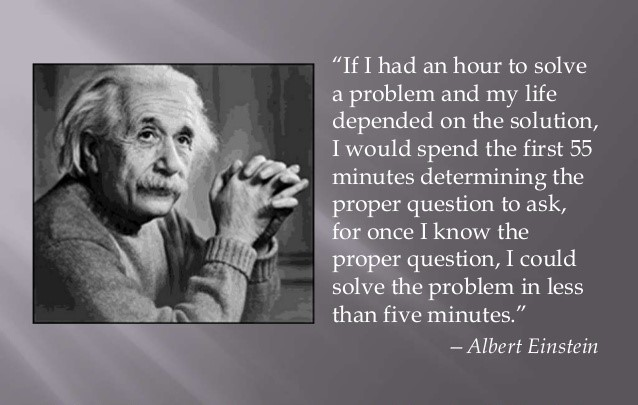 “If I had an hour to solve
a problem and my life
depended on the solution,
I would spend the first 55
minutes determining the
proper question to ask,
for once I know the
proper question, I could
solve the problem in less
than five minutes.”
– Albert Einstein